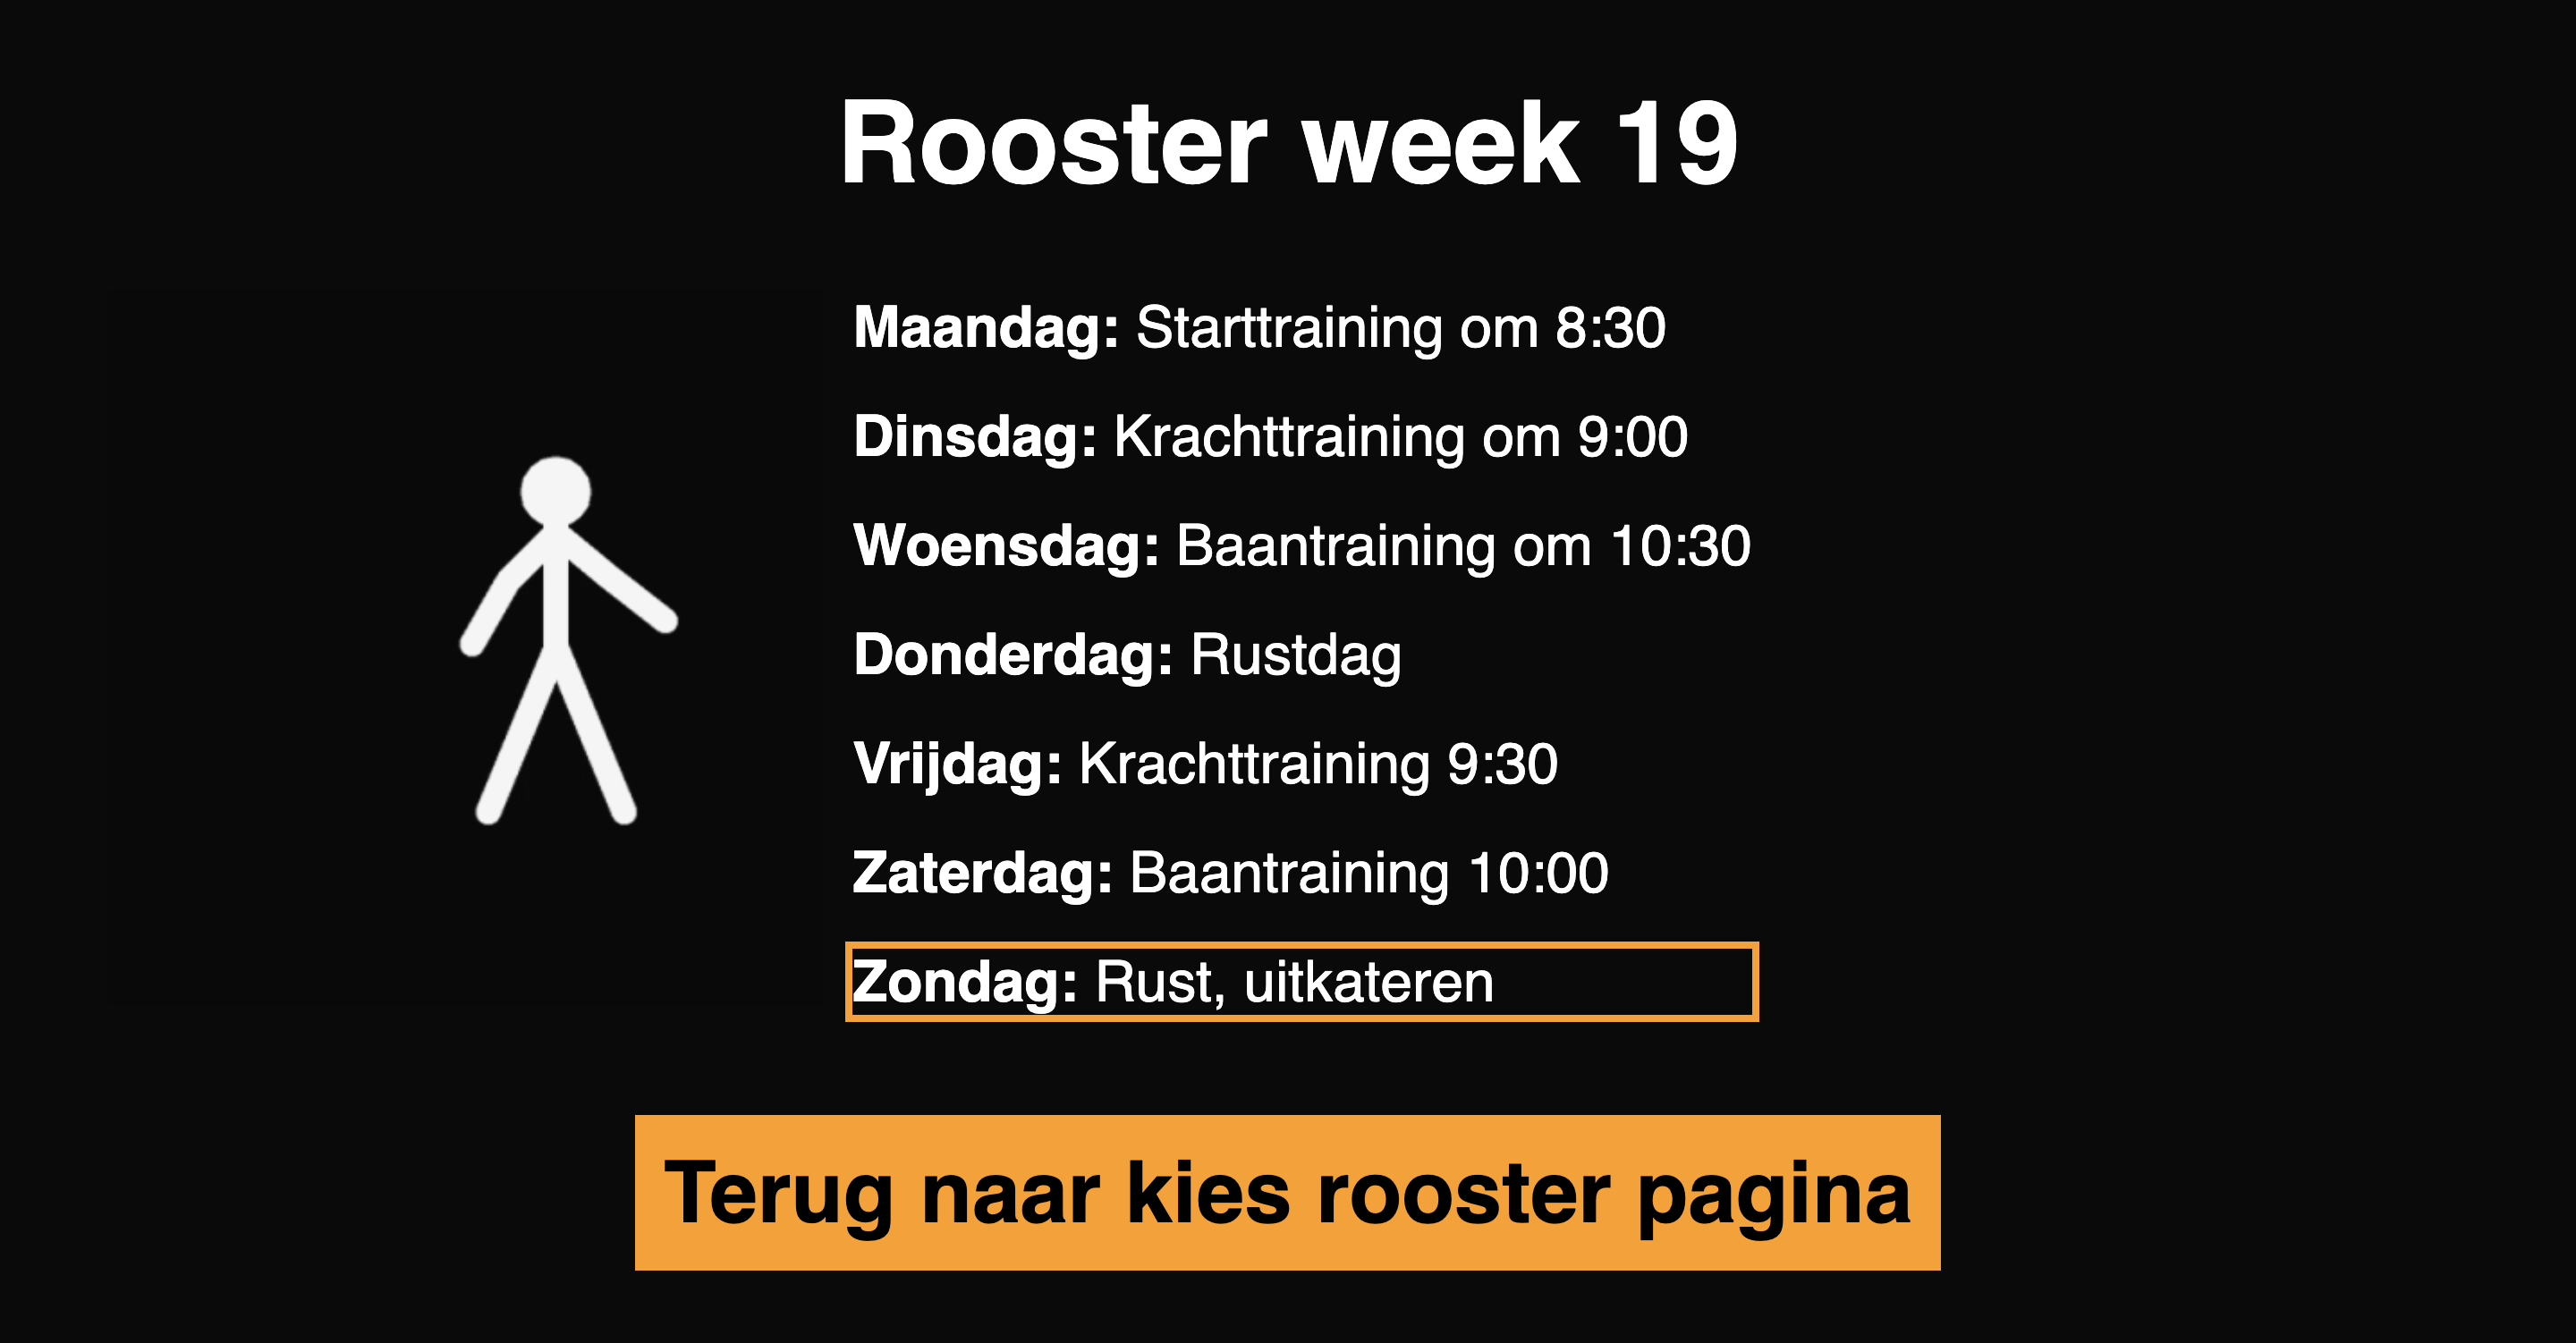 Rooster week 19
Maandag: Starttraining om 8:30
Dinsdag: Krachttraining om 9:00
Woensdag: Baantraining om 10:30
Donderdag: Rustdag
Vrijdag: Krachttraining 9:30
Zaterdag: Baantraining 10:00
Zondag: Rust, uitkateren
Terug naar kies rooster pagina